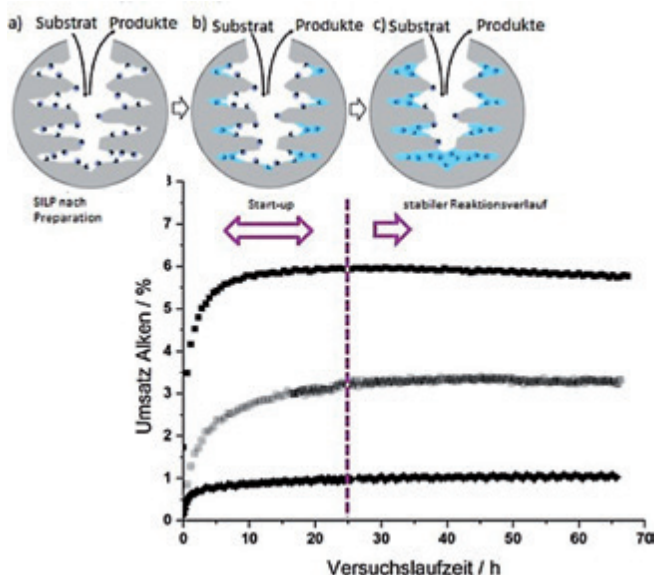 a) Substrat Produkte b) Substrat Produkte c) Substrat Produkte
SILP nach
Preparation
Start-up
stabiler Reaktionsverlauf
Umsatz Alken / %
6
5
4
3
2
1
0
0 10 20 30 40 50 60 70
Versuchslaufzeit / h